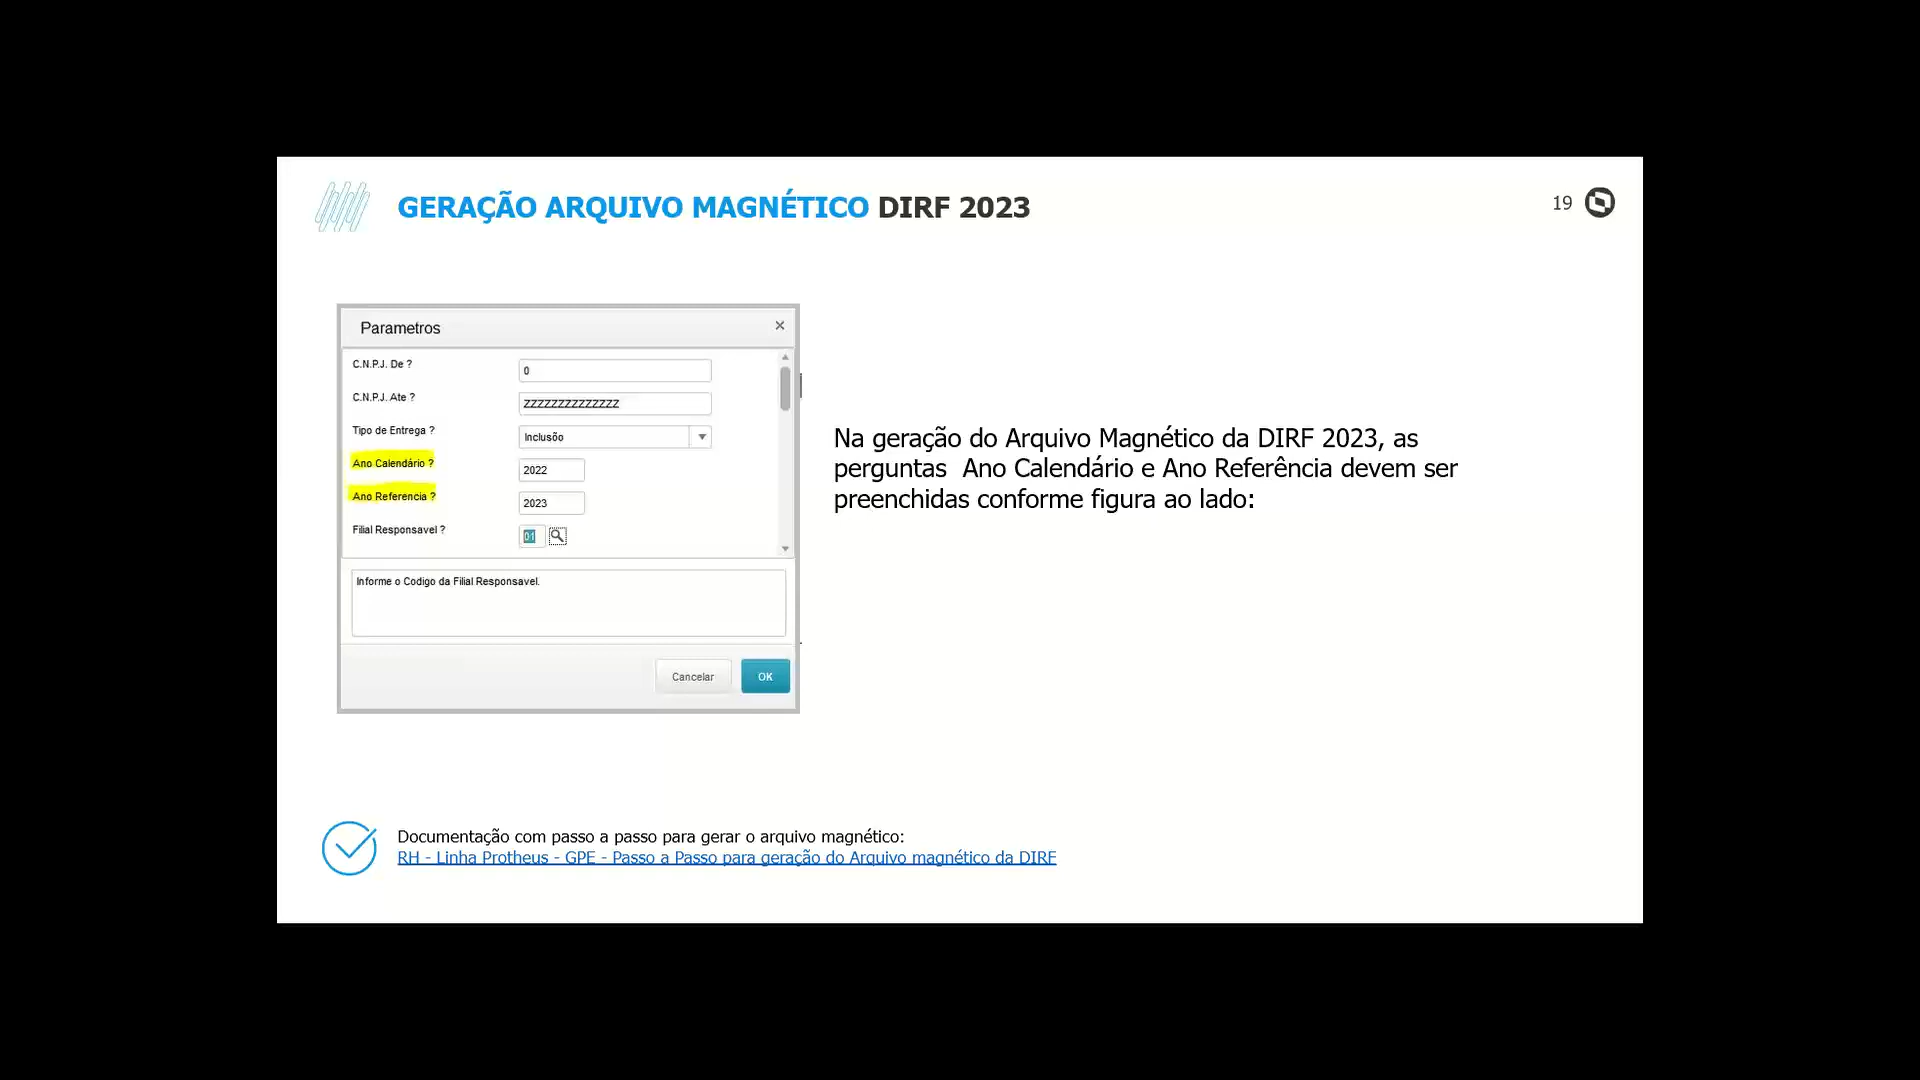 GERAÇÃO ARQUIVO MAGNÉTICO DIRF 2023
19
Parametros
C.N.P.J. De ?
0
C.N.P.J. Ate ?
ZZZZZZZZZZZZZZ
Tipo de Entrega ?
Inclusõo
Ano Calendário ?
2022
Ano Referencia ?
2023
Filial Responsavel ?
01
Informe o Codigo da Filial Responsavel.
Cancelar
OK
Na geração do Arquivo Magnético da DIRF 2023, as
perguntas  Ano Calendário e Ano Referência devem ser
preenchidas conforme figura ao lado:
Documentação com passo a passo para gerar o arquivo magnético:
RH - Linha Protheus - GPE - Passo a Passo para geração do Arquivo magnético da DIRF